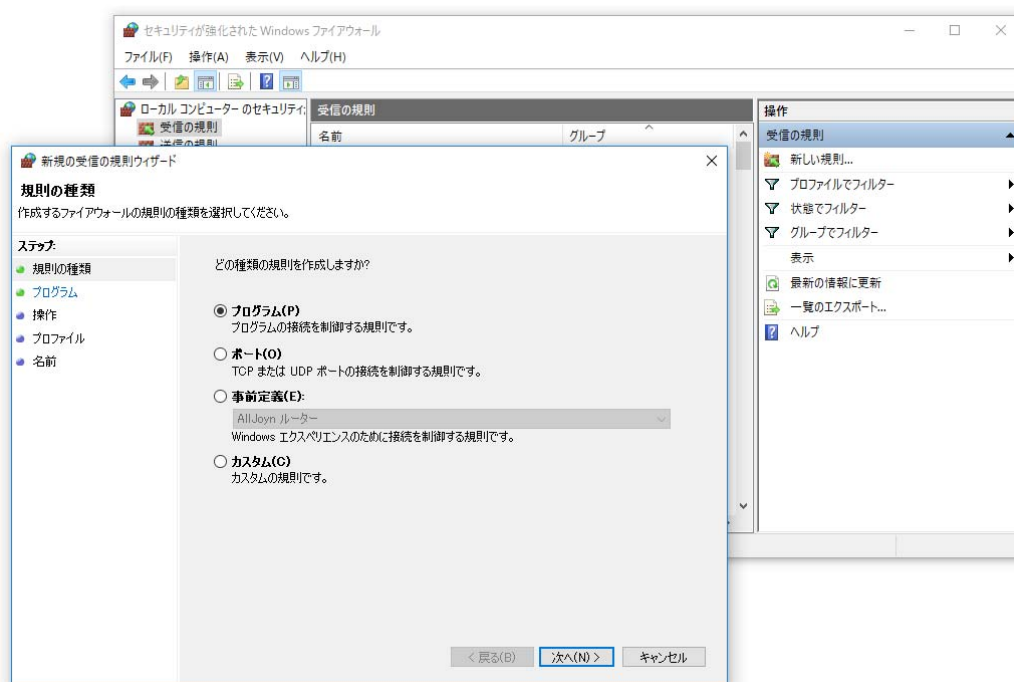 セキュリティが強化された Windows ファイアウォール
ファイル(F) 操作(A) 表示(V) ヘルプ(H)
ローカル コンピューター のセキュリティ
受信の規則
送信の規則
受信の規則
名前 グループ
操作
受信の規則
新しい規則...
プロファイルでフィルター
状態でフィルター
グループでフィルター
表示
最新の情報に更新
一覧のエクスポート...
ヘルプ
新規の受信の規則ウィザード
規則の種類
作成するファイアウォールの規則の種類を選択してください。
ステップ:
規則の種類
プログラム
操作
プロファイル
名前
どの種類の規則を作成しますか?
プログラム(P)
プログラムの接続を制御する規則です。
ポート(O)
TCP または UDP ポートの接続を制御する規則です。
事前定義(E):
AllJoyn ルーター
Windows エクスペリエンスのために接続を制御する規則です。
カスタム(C)
カスタムの規則です。
< 戻る(B) 次へ(N) > キャンセル